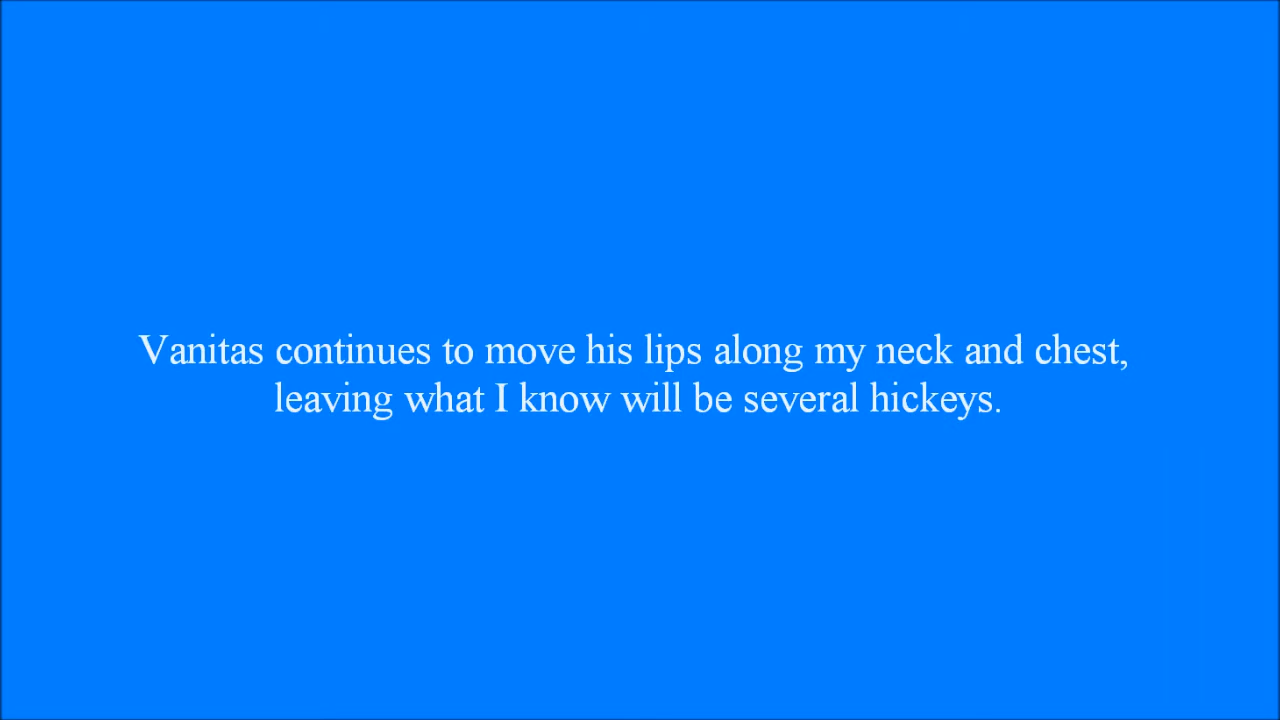 Vanitas continues to move his lips along my neck and chest,
leaving what I know will be several hickeys.